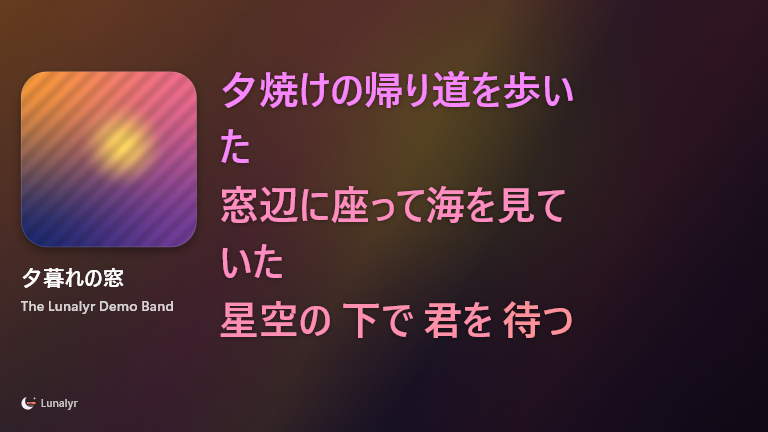 夕焼けの帰り道を歩い
た
窓辺に座って海を見て
いた
星空の 下で 君を 待つ
夕暮れの窓
The Lunalyr Demo Band
Lunalyr